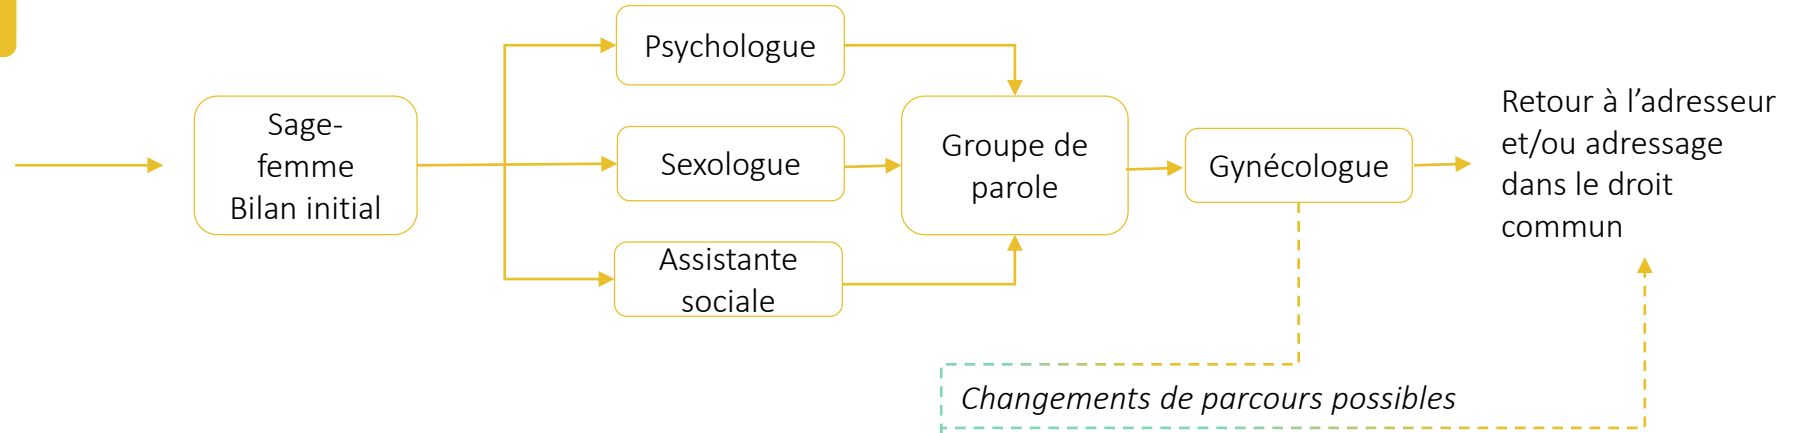 Sage-
femme
Bilan initial
Psychologue
Sexologue
Assistante
sociale
Groupe de
parole
Gynécologue
Retour à l’adresseur
et/ou adressage
dans le droit
commun
Changements de parcours possibles